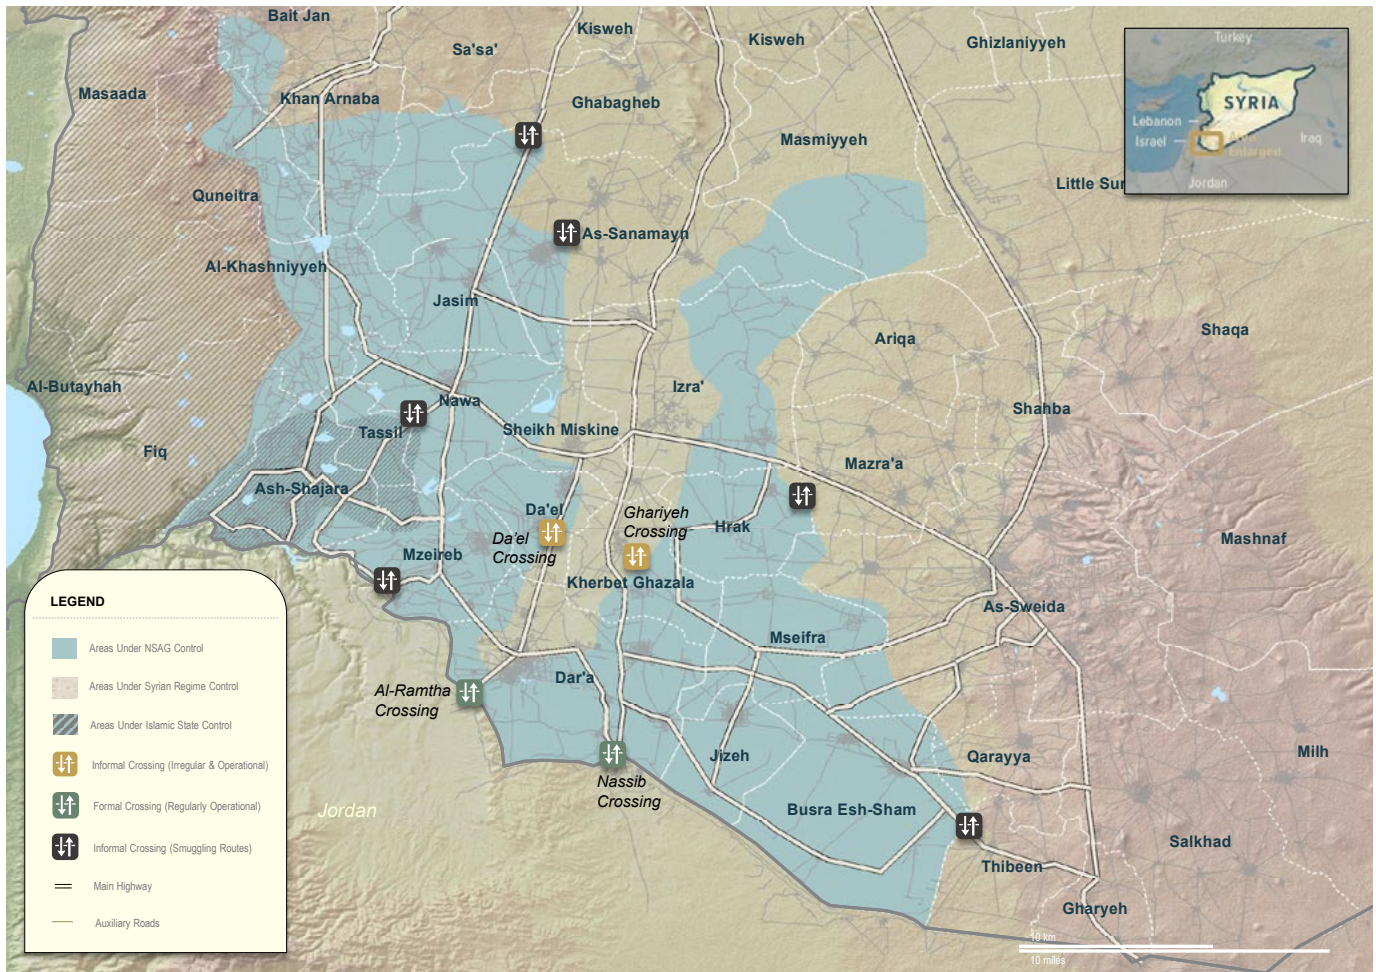 Bait Jan
Kisweh
Kisweh
Sa'sa'
Ghizlaniyyeh
Turkey
Masaada
Khan Arnaba
Ghabagheb
SYRIA
Lebanon
Israel
Iraq
Enlarged
Jordan
Masmiyyeh
Little Sur
Quneitra
As-Sanamayn
Al-Khashniyyeh
Jasim
Ariqa
Shaqa
Al-Butayhah
Izra'
Nawa
Shahba
Tassil
Sheikh Miskine
Fiq
Mazra'a
Ash-Shajara
Da'el
Ghariyeh
Crossing
Hrak
Da'el
Crossing
Mashnaf
Mzeireb
Kherbet Ghazala
As-Sweida
Mseifra
Dar'a
Al-Ramtha
Crossing
Jizeh
Qarayya
Milh
Nassib
Crossing
Busra Esh-Sham
Jordan
Salkhad
Thibeen
Gharyeh
10 km
10 miles
LEGEND
Areas Under NSAG Control
Areas Under Syrian Regime Control
Areas Under Islamic State Control
Informal Crossing (Irregular & Operational)
Formal Crossing (Regularly Operational)
Informal Crossing (Smuggling Routes)
Main Highway
Auxiliary Roads